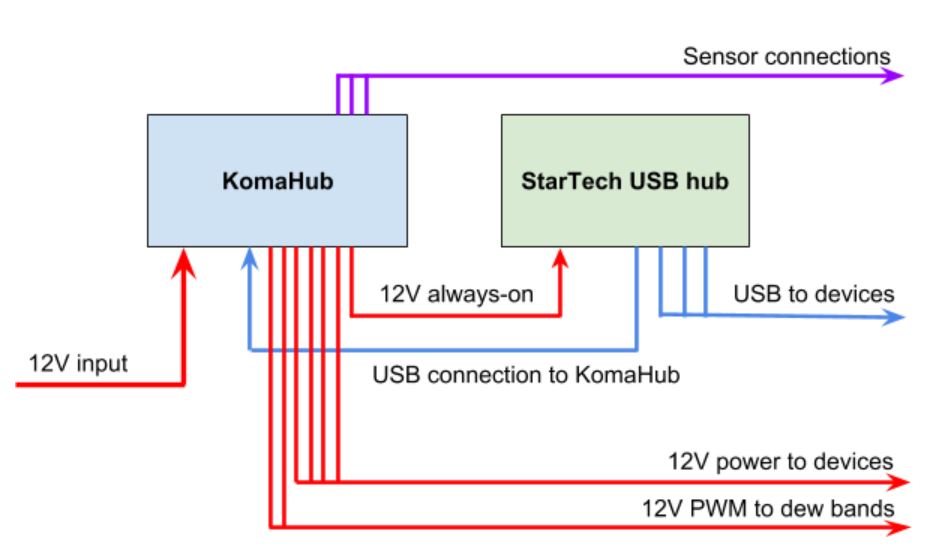 Sensor connections
KomaHub
StarTech USB hub
12V always-on
USB to devices
12V input
USB connection to KomaHub
12V power to devices
12V PWM to dew bands